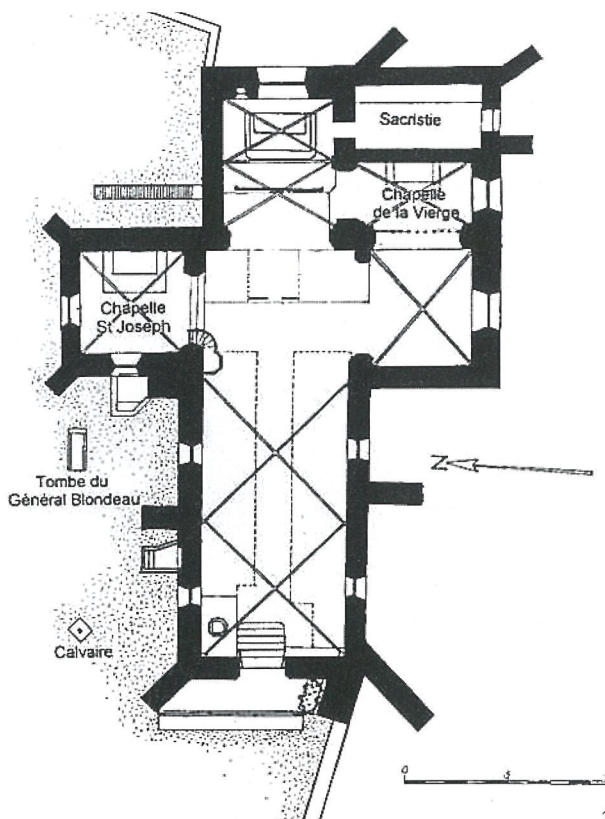 Sacristie
Chapelle
de la Vierge
Chapelle
St Joseph
Tombe du
Général Blondeau
N
Calvaire
0 5